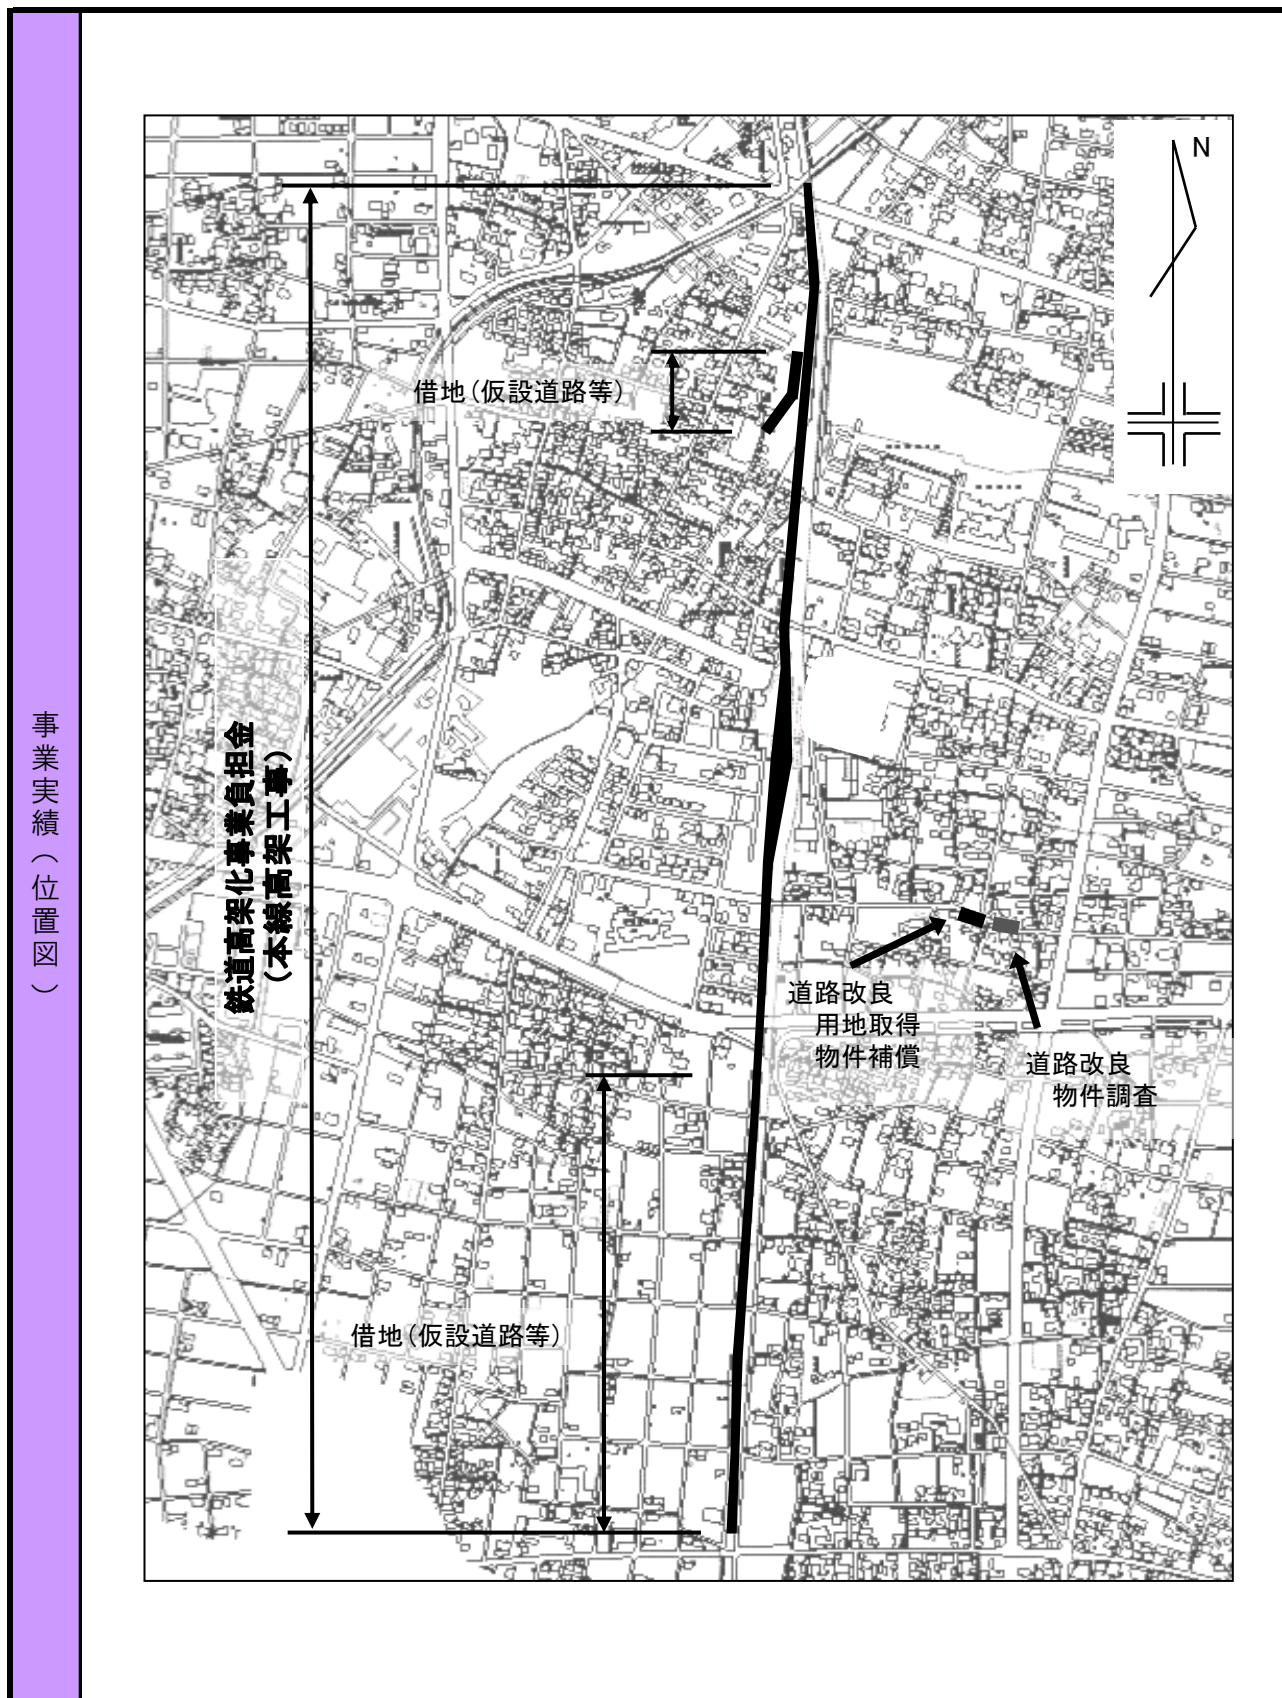 事業実績（位置図）
N
借地（仮設道路等）
鉄道高架化事業負担金
（本線高架工事）
道路改良
用地取得
物件補償
道路改良
物件調査
借地（仮設道路等）